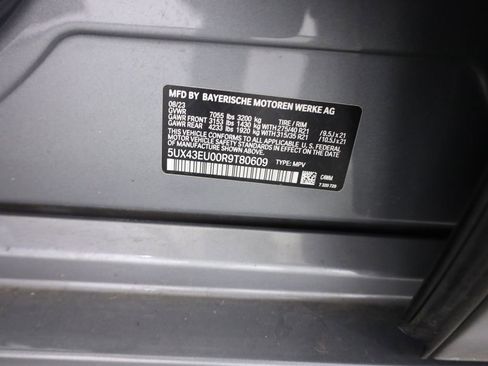 MFD BY BAYERISCHE MOTOREN WERKE AG
08/23
GVWR 7055 lbs 3200 kg TIRE / RIM
GAWR FRONT 3153 lbs 1430 kg WITH 275/40 R21 / 9,5J x 21
GAWR REAR 4233 lbs 1920 kg WITH 315/35 R21 / 10,5J x 21
THIS VEHICLE CONFORMS TO ALL APPLICABLE U.S. FEDERAL
MOTOR VEHICLE SAFETY STANDARDS IN EFFECT ON THE
DATE OF MANUFACTURE SHOWN ABOVE.
5UX43EU00R9T80609 TYPE: MPV